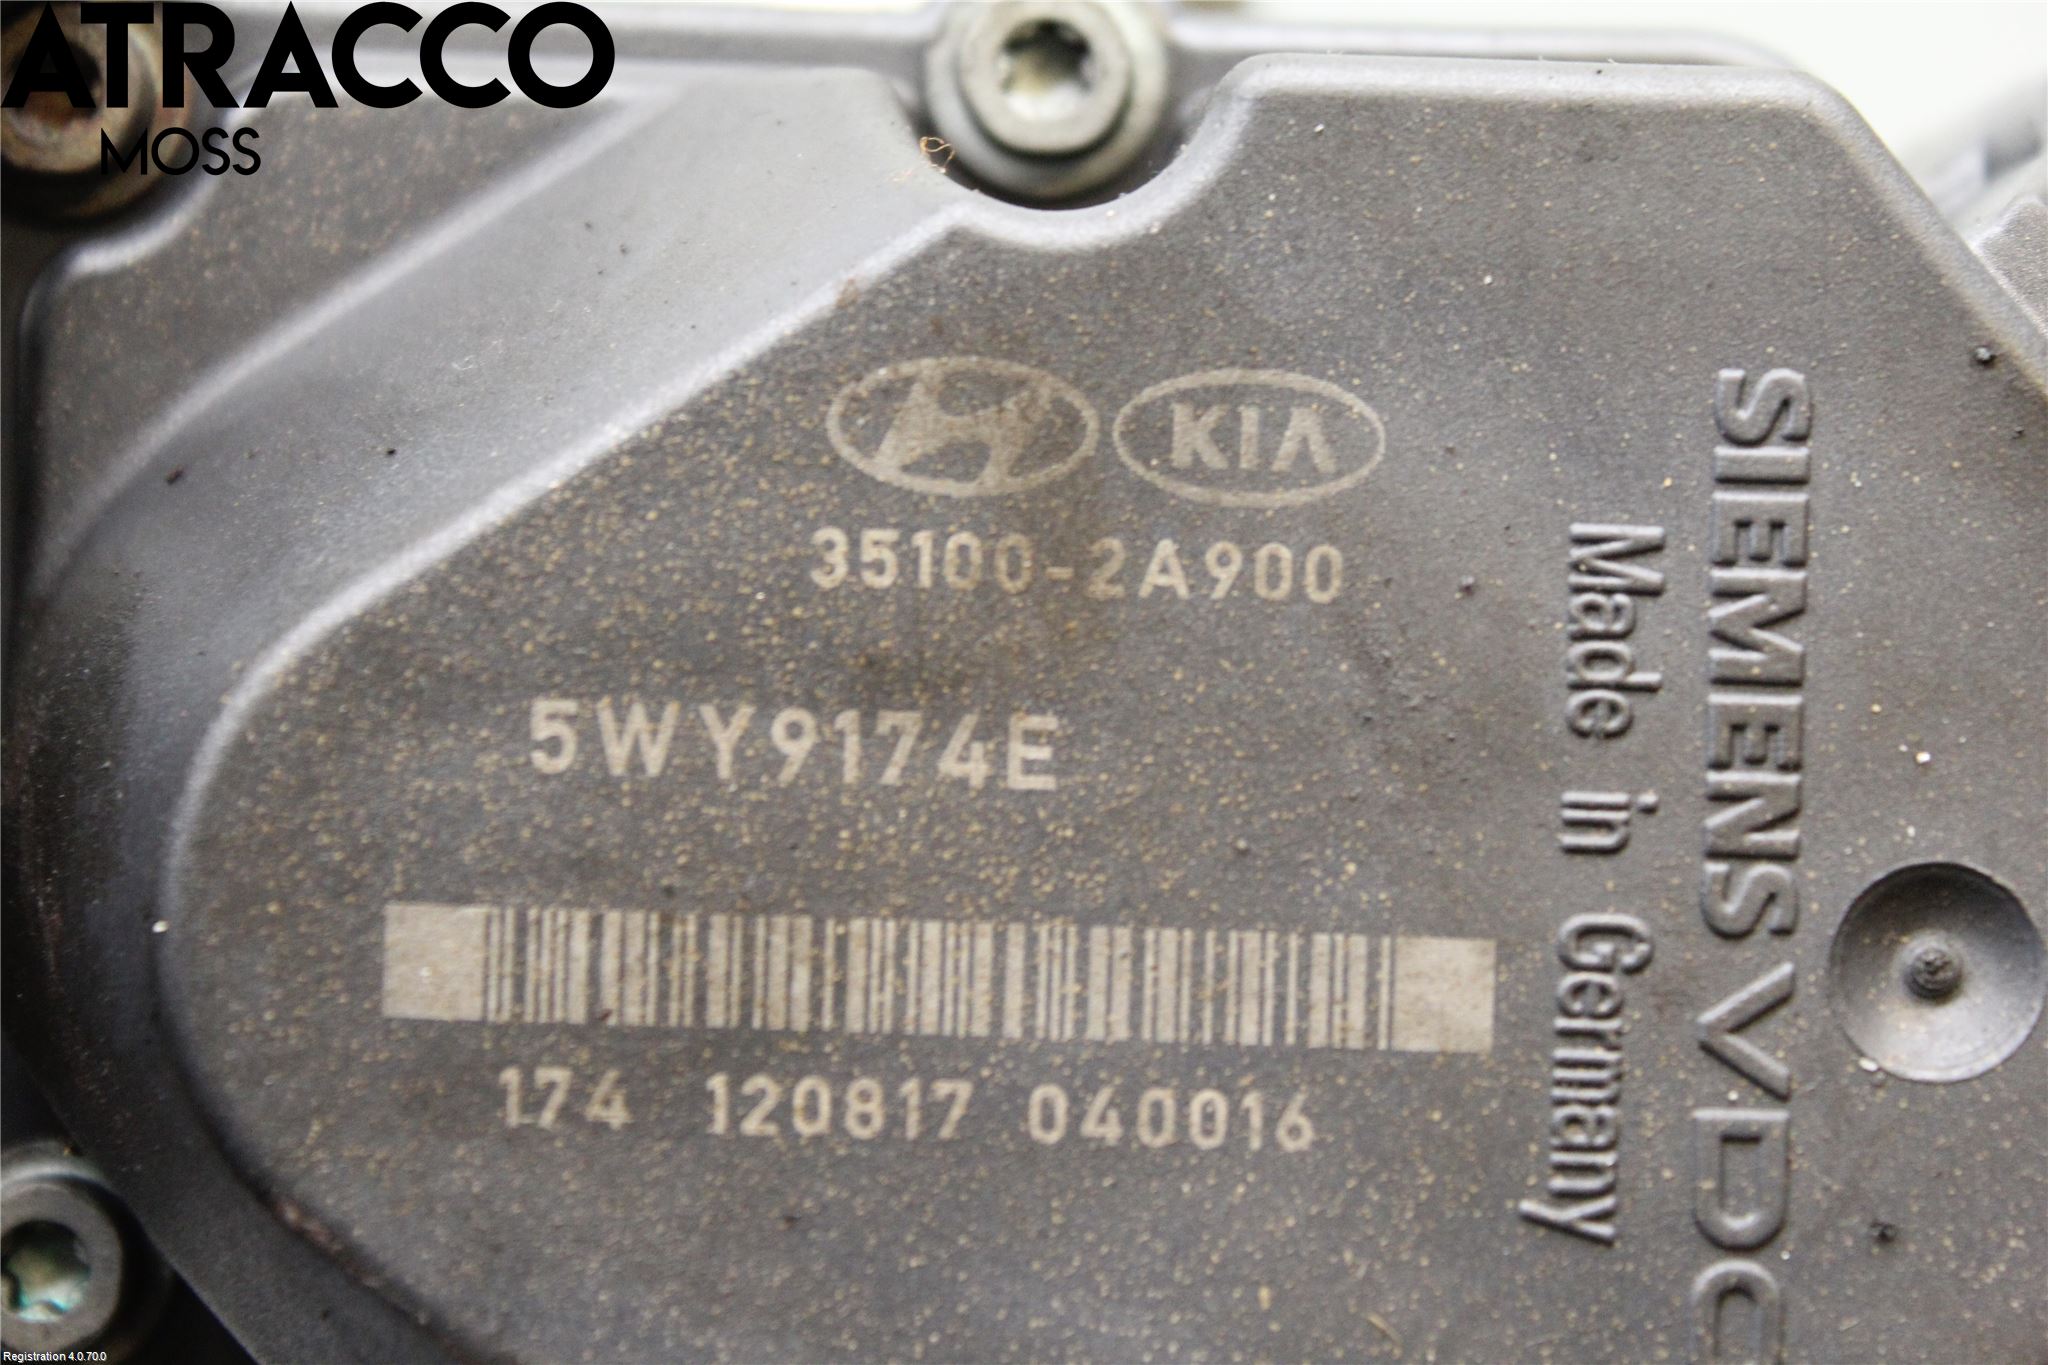 ATRACCO
MOSS
KIA
35100-2A900
5WY9174E
174 120817 040016
SIEMENS VDO
Made in Germany
Registration 4.0.70.0